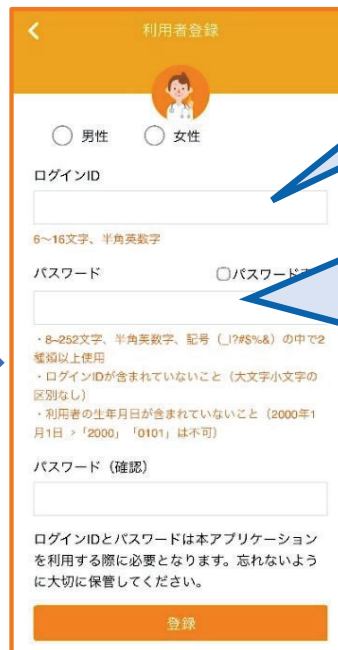 利用者登録
男性 女性
ログインID
6〜16文字、半角英数字
パスワード パスワード
・8–252文字、半角英数字、記号（_!?#$%&）の中で2
種類以上使用
・ログインIDが含まれていないこと（大文字小文字の
区別なし）
・利用者の生年月日が含まれていないこと（2000年1
月1日 >「2000」「0101」は不可）
パスワード（確認）
ログインIDとパスワードは本アプリケーション
を利用する際に必要となります。忘れないよう
に大切に保管してください。
登録